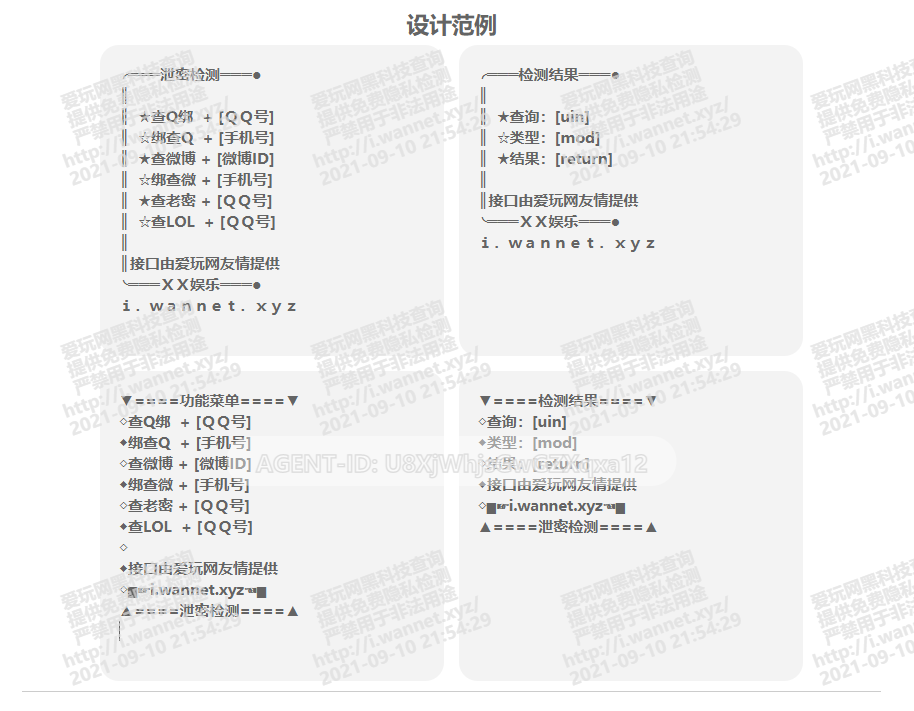 设计范例
╭═══泄密检测═══●
║
║ ★查Q绑 + [ＱＱ号]
║ ☆绑查Q + [手机号]
║ ★查微博 + [微博ID]
║ ☆绑查微 + [手机号]
║ ★查老密 + [ＱＱ号]
║ ☆查LOL + [ＱＱ号]
║
║接口由爱玩网友情提供
╰═══ＸＸ娱乐═══●
ｉ．ｗａｎｎｅｔ．ｘｙｚ
╭═══检测结果═══●
║
║ ★查询：[uin]
║ ☆类型：[mod]
║ ★结果：[return]
║
║接口由爱玩网友情提供
╰═══ＸＸ娱乐═══●
ｉ．ｗａｎｎｅｔ．ｘｙｚ
▼====功能菜单====▼
◇查Q绑 + [ＱＱ号]
◆绑查Q + [手机号]
◇查微博 + [微博ID]
◆绑查微 + [手机号]
◇查老密 + [ＱＱ号]
◆查LOL + [ＱＱ号]
◇
◆接口由爱玩网友情提供
◇▆☞i.wannet.xyz☜▆
▲====泄密检测====▲
▼====检测结果====▼
◇查询：[uin]
◆类型：[mod]
◇结果：[return]
◆接口由爱玩网友情提供
◇▆☞i.wannet.xyz☜▆
▲====泄密检测====▲
爱玩网黑科技查询
提供免费隐私检测
严禁用于非法用途
http://i.wannet.xyz/
2021-09-10 21:54:29